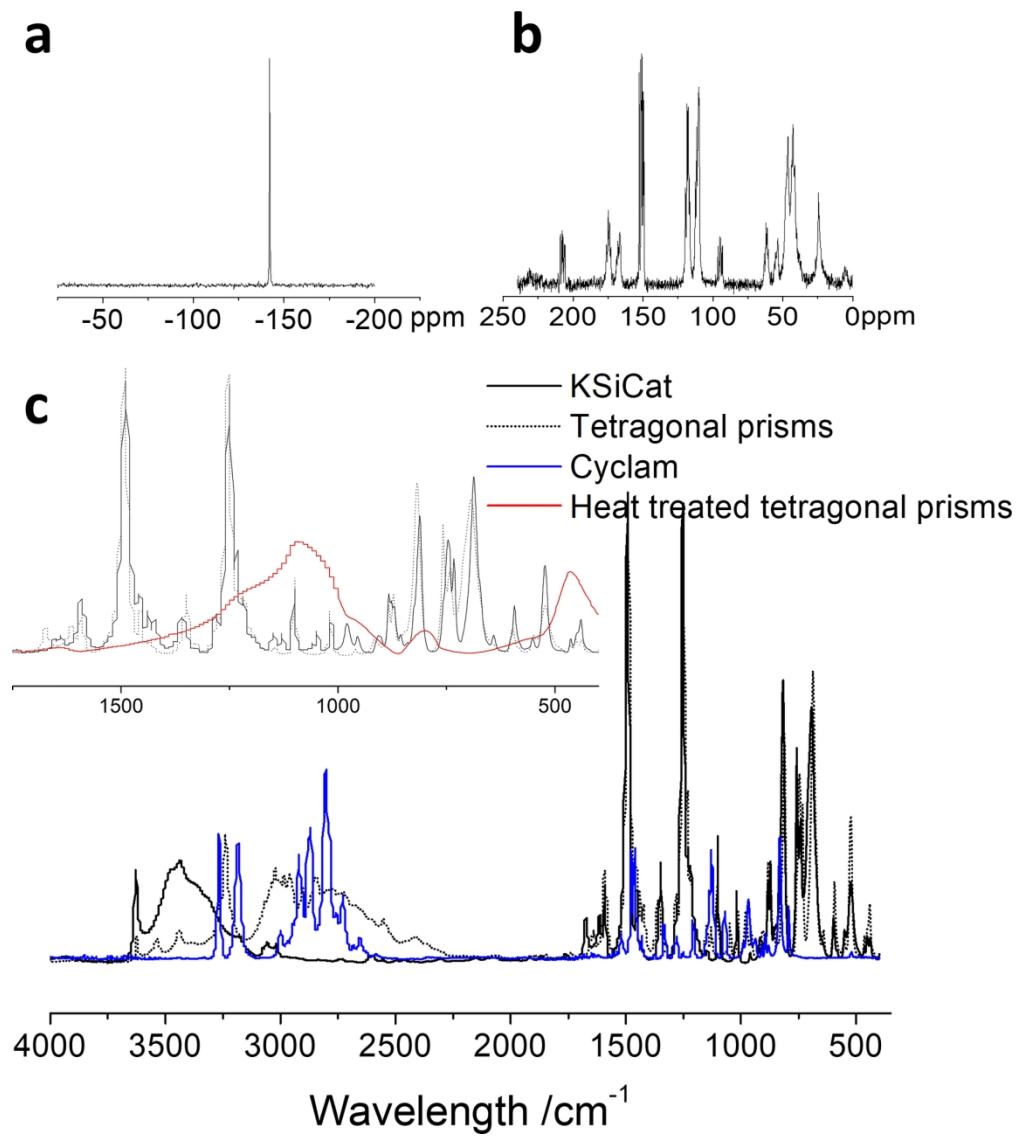 a
b
-50 -100 -150 -200 ppm
250 200 150 100 50 0ppm
c
KSiCat
Tetragonal prisms
Cyclam
Heat treated tetragonal prisms
1500 1000 500
4000 3500 3000 2500 2000 1500 1000 500
Wavelength /cm⁻¹